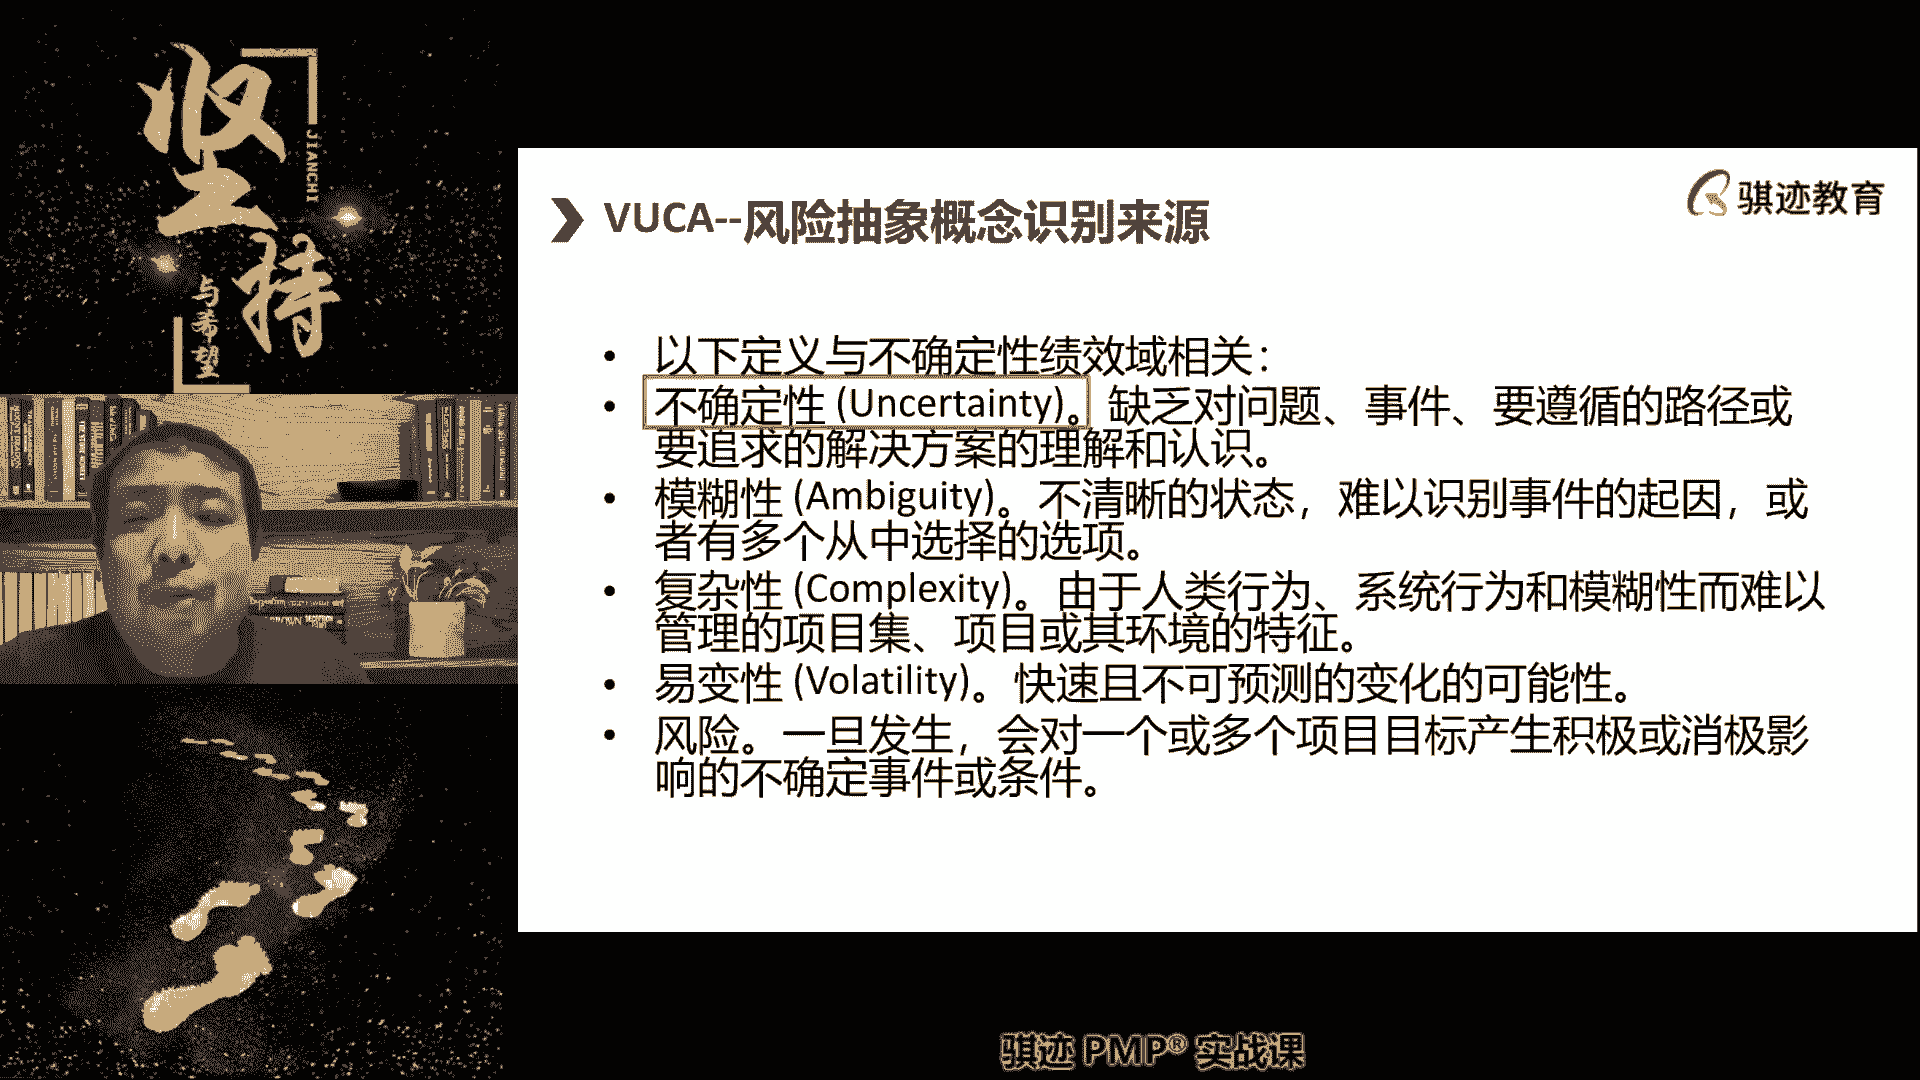 坚持
JIANCHI
与希望
骐迹教育
VUCA--风险抽象概念识别来源
• 以下定义与不确定性绩效域相关：
• 不确定性 (Uncertainty)。缺乏对问题、事件、要遵循的路径或
要追求的解决方案的理解和认识。
• 模糊性 (Ambiguity)。不清晰的状态，难以识别事件的起因，或
者有多个从中选择的选项。
• 复杂性 (Complexity)。由于人类行为、系统行为和模糊性而难以
管理的项目集、项目或其环境的特征。
• 易变性 (Volatility)。快速且不可预测的变化的可能性。
• 风险。一旦发生，会对一个或多个项目目标产生积极或消极影
响的不确定事件或条件。
骐迹 PMP® 实战课